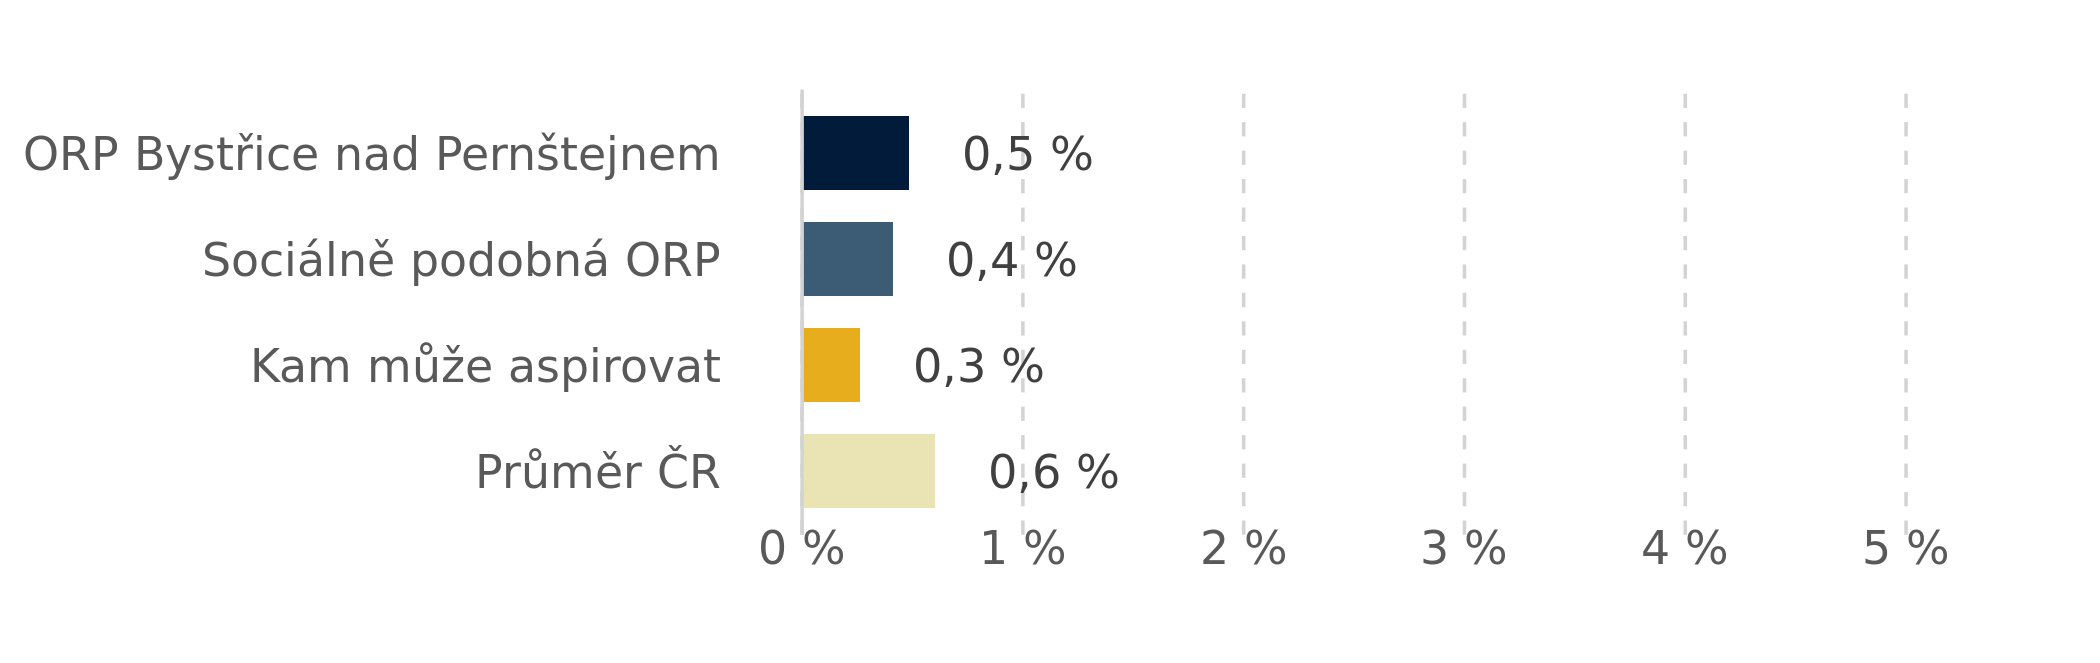 ORP Bystřice nad Pernštejnem 0,5 %
Sociálně podobná ORP 0,4 %
Kam může aspirovat 0,3 %
Průměr ČR 0,6 %
0 % 1 % 2 % 3 % 4 % 5 %